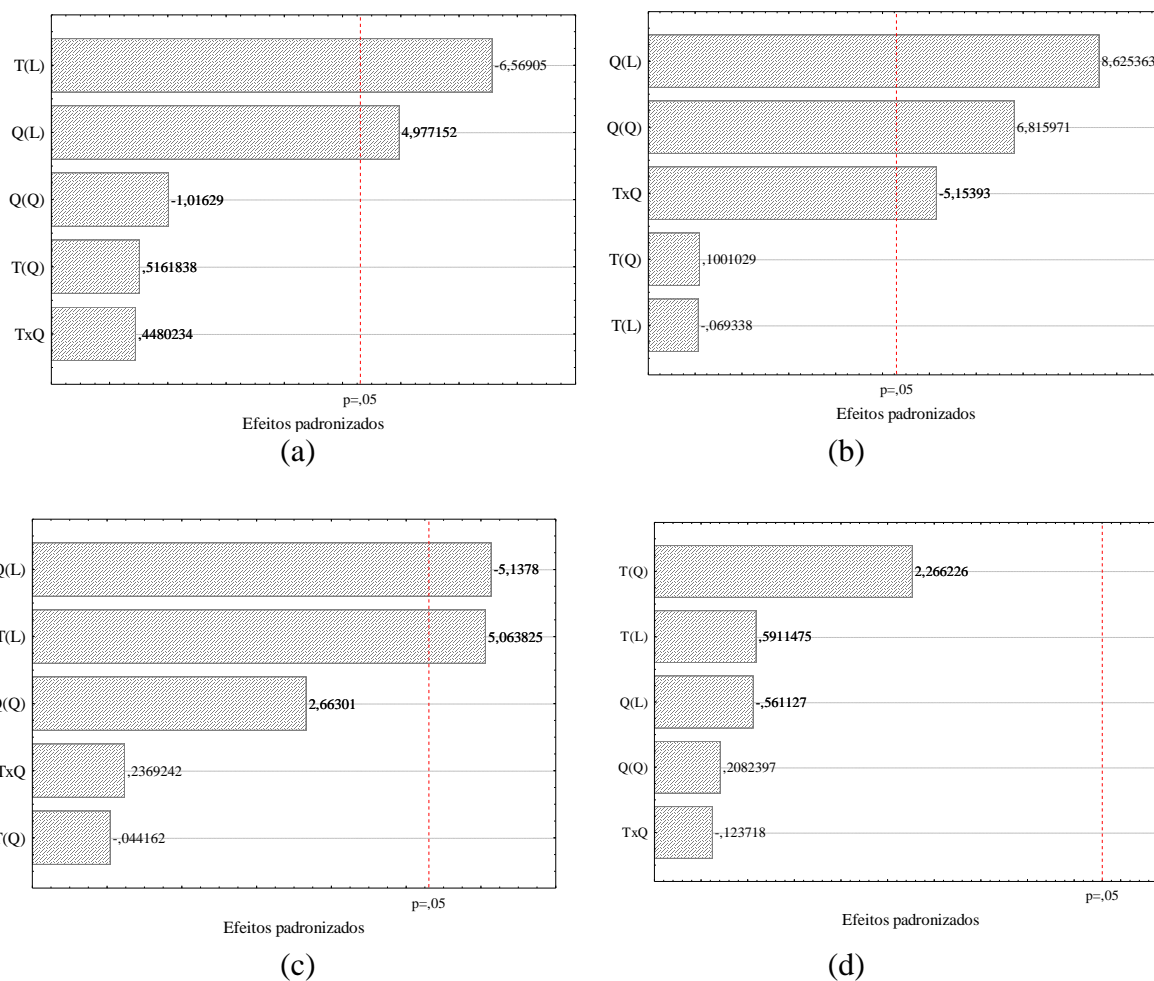 T(L)
-6,56905
Q(L)
4,977152
Q(Q)
-1,01629
T(Q)
,5161838
TxQ
,4480234
p=,05
Efeitos padronizados
(a)
Q(L)
8,625363
Q(Q)
6,815971
TxQ
-5,15393
T(Q)
,1001029
T(L)
-,069338
p=,05
Efeitos padronizados
(b)
Q(L)
-5,1378
T(L)
5,063825
Q(Q)
2,66301
TxQ
,2369242
T(Q)
-,044162
p=,05
Efeitos padronizados
(c)
T(Q)
2,266226
T(L)
,5911475
Q(L)
-,561127
Q(Q)
,2082397
TxQ
-,123718
p=,05
Efeitos padronizados
(d)